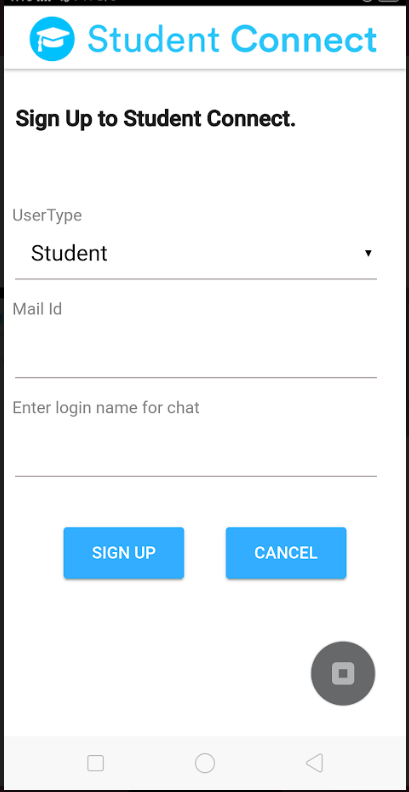 Student Connect
Sign Up to Student Connect.
UserType
Student
Mail Id
Enter login name for chat
SIGN UP
CANCEL